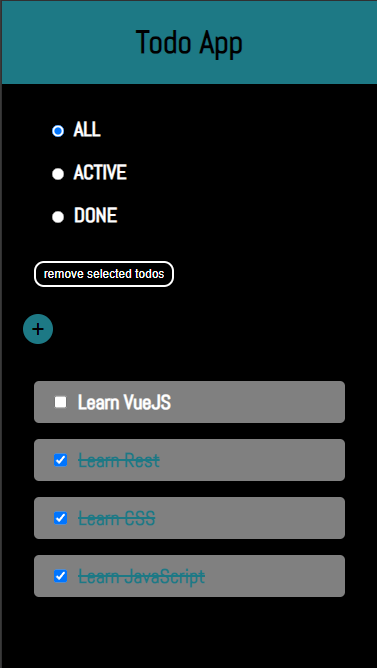 Todo App
ALL
ACTIVE
DONE
remove selected todos
+
Learn VueJS
Learn Rest
Learn CSS
Learn JavaScript